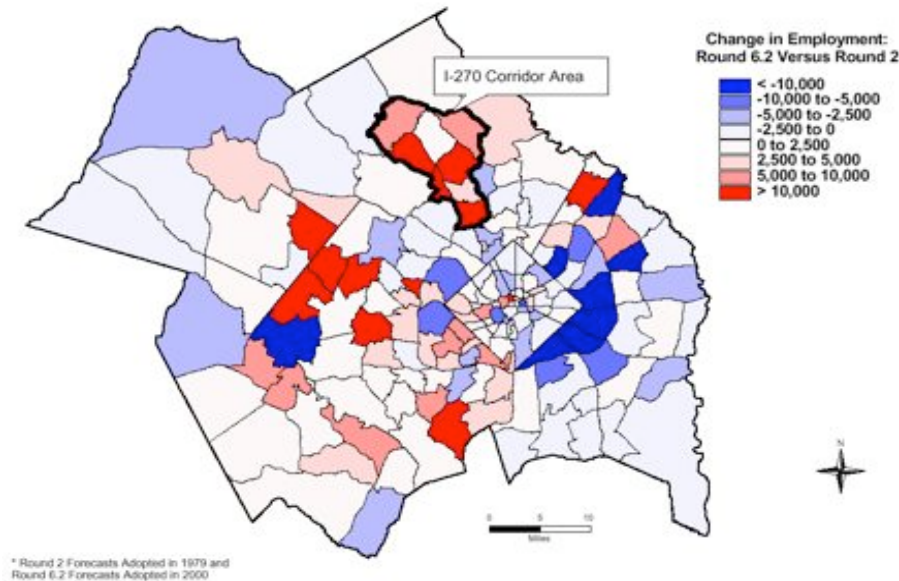 Change in Employment:
Round 6.2 Versus Round 2
I-270 Corridor Area
< -10,000
-10,000 to -5,000
-5,000 to -2,500
-2,500 to 0
0 to 2,500
2,500 to 5,000
5,000 to 10,000
> 10,000
N
0 5 10
Miles
* Round 2 Forecasts Adopted in 1979 and
Round 6.2 Forecasts Adopted in 2000